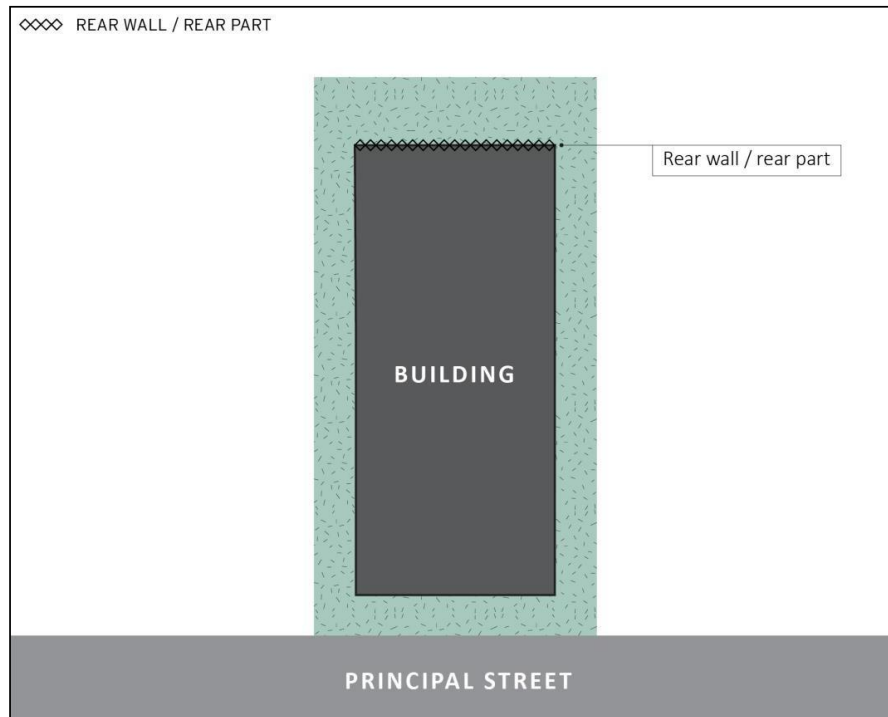 REAR WALL / REAR PART
Rear wall / rear part
BUILDING
PRINCIPAL STREET